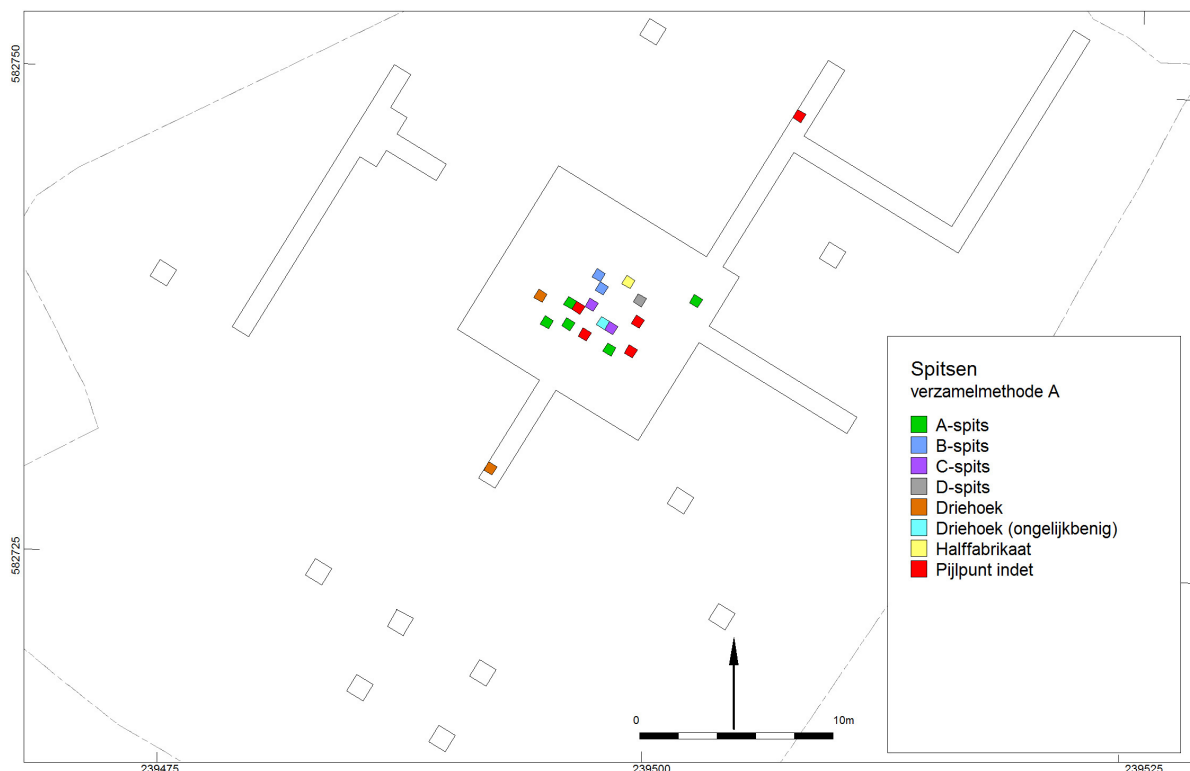 582750
582725
Spitsen
verzamelmethode A
A-spits
B-spits
C-spits
D-spits
Driehoek
Driehoek (ongelijkbenig)
Halffabrikaat
Pijlpunt indet
0 10m
239475 239500 239525